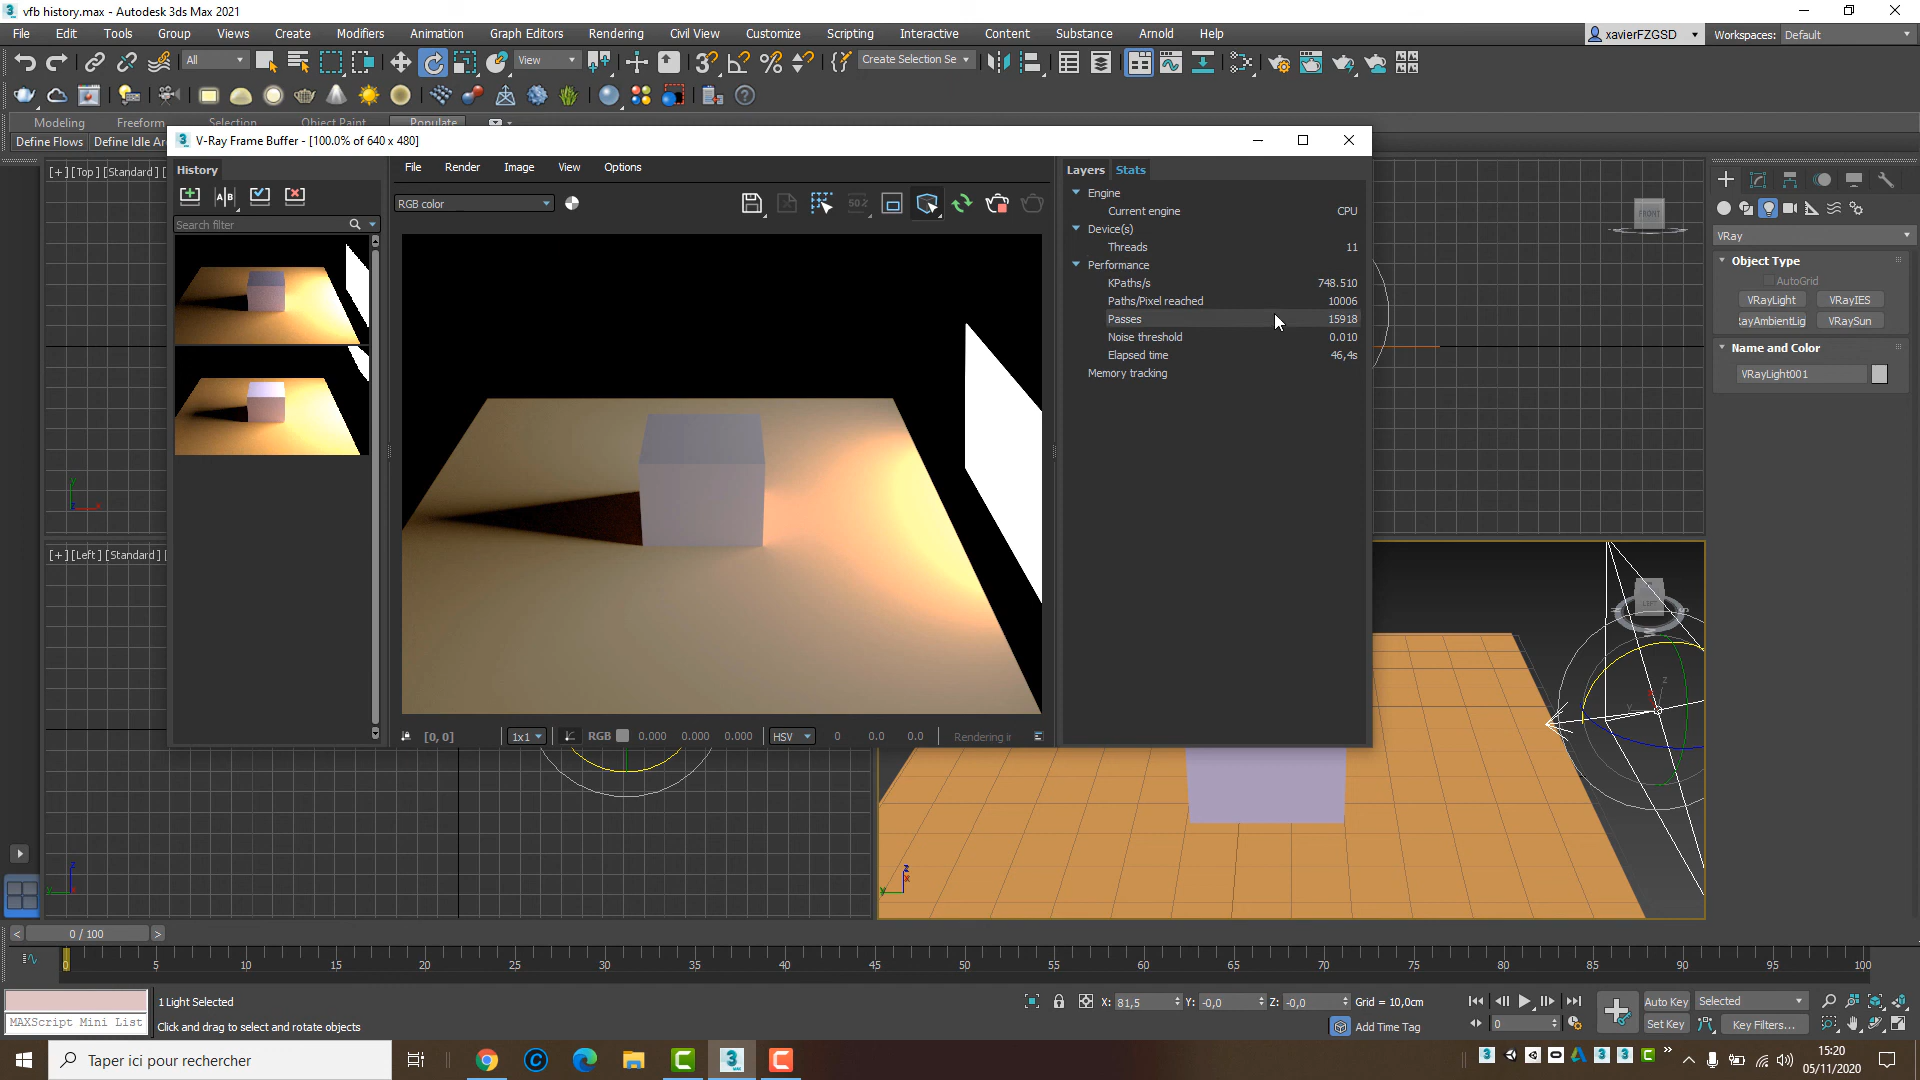 vfb history.max - Autodesk 3ds Max 2021
File Edit Tools Group Views Create Modifiers Animation Graph Editors Rendering Civil View Customize Scripting Interactive Content Substance Arnold Help
xavierFZGSD Workspaces: Default
All View Create Selection Se
Modeling Freeform Selection Object Paint Populate
Define Flows Define Idle Are
V-Ray Frame Buffer - [100.0% of 640 x 480]
[+] [Top] [Standard] [
History
File Render Image View Options
Layers Stats
RGB color 50%
Search filter
Engine
Current engine CPU
Device(s)
Threads 11
Performance
KPaths/s 748.510
Paths/Pixel reached 10006
Passes 15918
Noise threshold 0.010
Elapsed time 46,4s
Memory tracking
FRONT
VRay
Object Type
AutoGrid
VRayLight VRayIES
ayAmbientLig VRaySun
Name and Color
VRayLight001
[+] [Left] [Standard] [
[0, 0] 1x1 RGB 0.000 0.000 0.000 HSV 0 0.0 0.0 Rendering i
0 / 100
0 5 10 15 20 25 30 35 40 45 50 55 60 65 70 75 80 85 90 95 100
1 Light Selected
X: 81,5 Y: -0,0 Z: -0,0 Grid = 10,0cm
Auto Key Selected
MAXScript Mini List
Click and drag to select and rotate objects
Add Time Tag
0
Set Key Key Filters...
Taper ici pour rechercher
15:20
05/11/2020